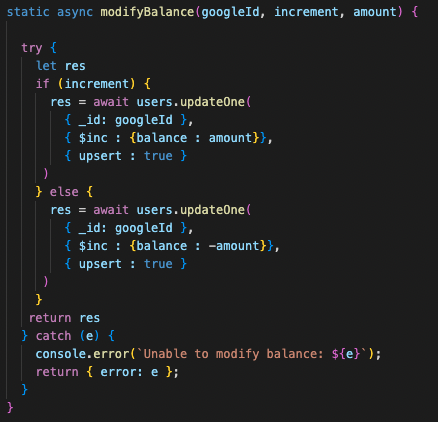 static async modifyBalance(googleId, increment, amount) {
try {
let res
if (increment) {
res = await users.updateOne(
{ _id: googleId },
{ $inc : {balance : amount}},
{ upsert : true }
)
} else {
res = await users.updateOne(
{ _id: googleId },
{ $inc : {balance : -amount}},
{ upsert : true }
)
}
return res
} catch (e) {
console.error(`Unable to modify balance: ${e}`);
return { error: e };
}
}